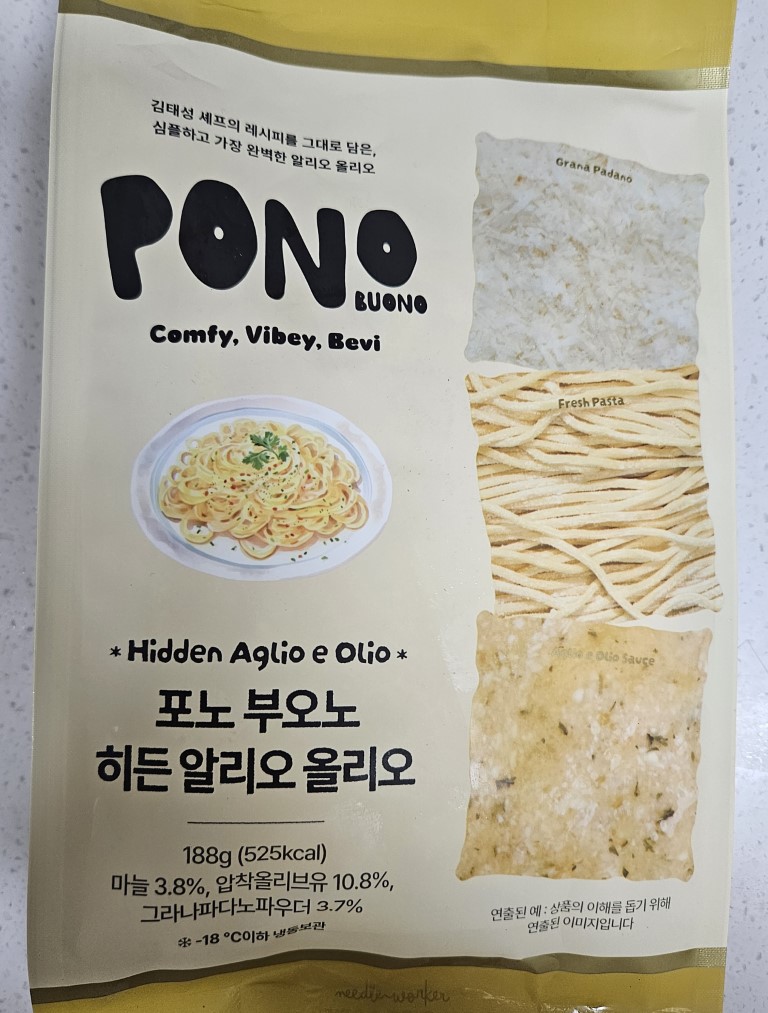 김태성 셰프의 레시피를 그대로 담은,
심플하고 가장 완벽한 알리오 올리오
PONO
BUONO
Comfy, Vibey, Bevi
Grana Padano
Fresh Pasta
Aglio e Olio Sauce
* Hidden Aglio e Olio *
포노 부오노
히든 알리오 올리오
188g (525kcal)
마늘 3.8%, 압착올리브유 10.8%,
그라나파다노파우더 3.7%
-18 °C이하 냉동보관
연출된 예 : 상품의 이해를 돕기 위해
연출된 이미지입니다